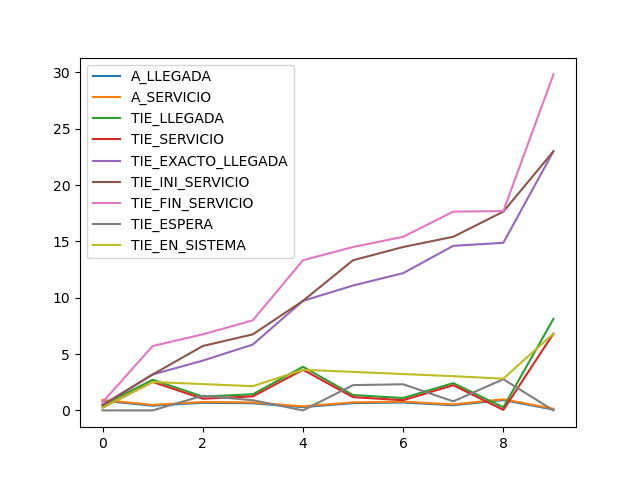 30
25
20
15
10
5
0
A_LLEGADA
A_SERVICIO
TIE_LLEGADA
TIE_SERVICIO
TIE_EXACTO_LLEGADA
TIE_INI_SERVICIO
TIE_FIN_SERVICIO
TIE_ESPERA
TIE_EN_SISTEMA
0 2 4 6 8